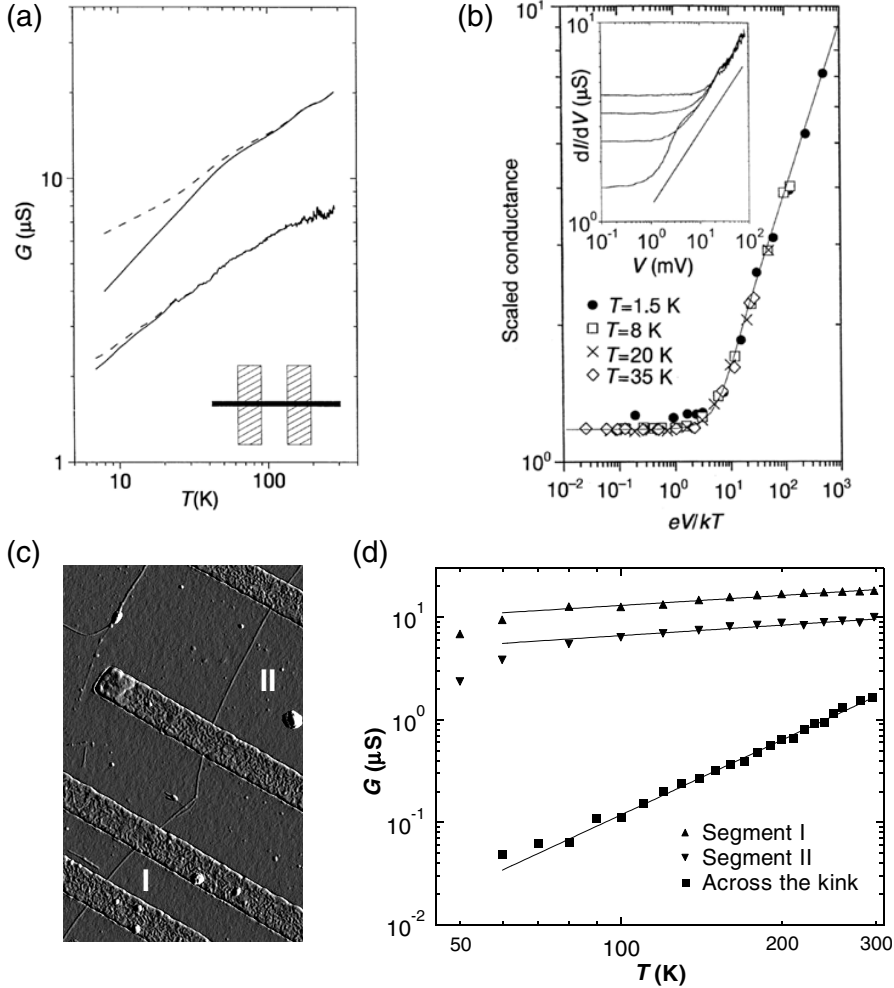 (a)
G (μS)
10
1
10
100
T(K)
(b)
Scaled conductance
10¹
10⁰
dI/dV (μS)
10¹
10⁰
10⁻¹ 10⁰ 10¹ 10²
V (mV)
T=1.5 K
T=8 K
T=20 K
T=35 K
10⁻² 10⁻¹ 10⁰ 10¹ 10² 10³
eV/kT
(c)
II
I
(d)
G (μS)
10¹
10⁰
10⁻¹
10⁻²
Segment I
Segment II
Across the kink
50 100 200 300
T (K)